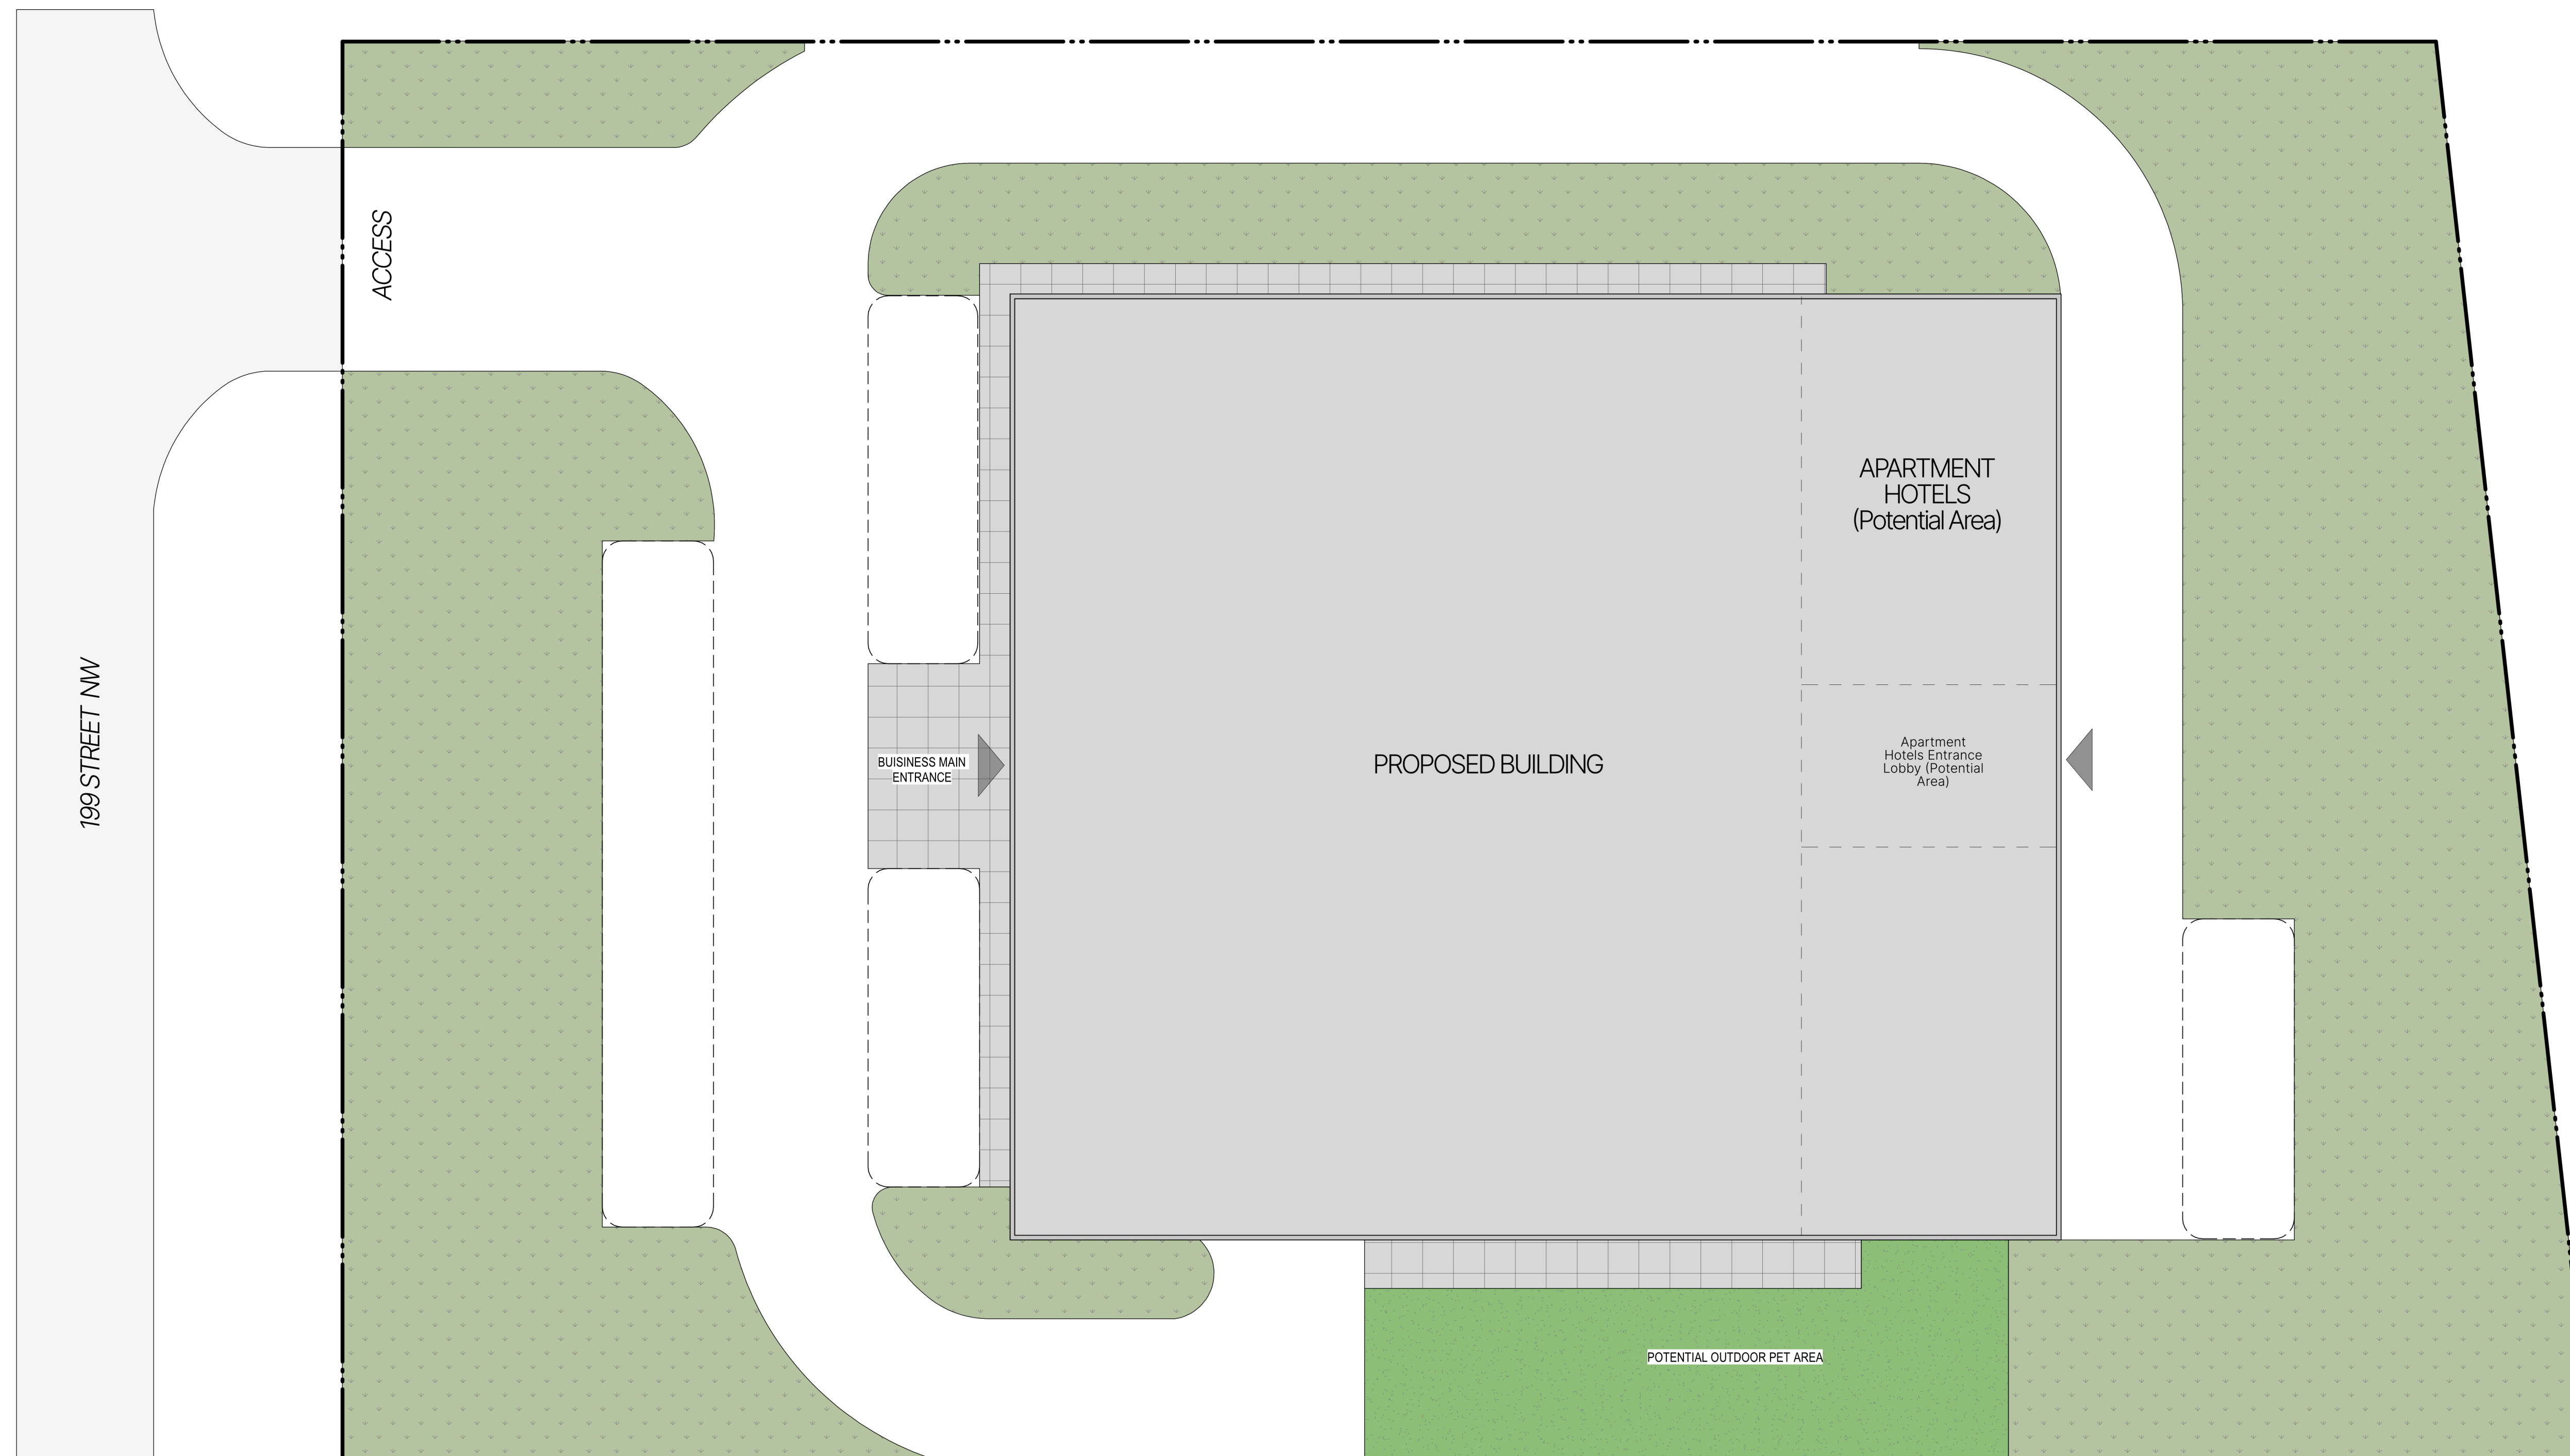 ACCESS
199 STREET NW
APARTMENT
HOTELS
(Potential Area)
BUISINESS MAIN
ENTRANCE
PROPOSED BUILDING
Apartment
Hotels Entrance
Lobby (Potential
Area)
POTENTIAL OUTDOOR PET AREA